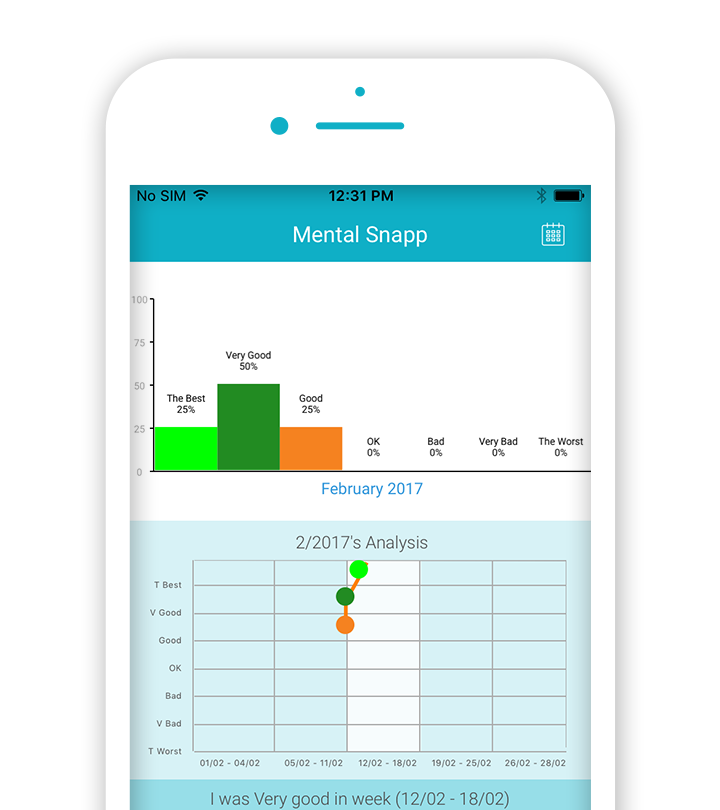 No SIM 12:31 PM
Mental Snapp
100
75
50
25
0
The Best
25%
Very Good
50%
Good
25%
OK
0%
Bad
0%
Very Bad
0%
The Worst
0%
February 2017
2/2017's Analysis
T Best
V Good
Good
OK
Bad
V Bad
T Worst
01/02 - 04/02 05/02 - 11/02 12/02 - 18/02 19/02 - 25/02 26/02 - 28/02
I was Very good in week (12/02 - 18/02)